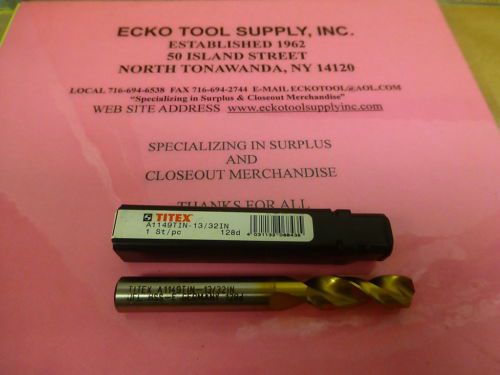 ECKO TOOL SUPPLY, INC.
ESTABLISHED 1962
50 ISLAND STREET
NORTH TONAWANDA, NY 14120
LOCAL 716-694-6538 FAX 716-694-2744 E-MAIL ECKOTOOL@AOL.COM
"Specializing in Surplus & Closeout Merchandise"
WEB SITE ADDRESS www.eckotoolsupplyinc.com
SPECIALIZING IN SURPLUS
AND
CLOSEOUT MERCHANDISE
THANKS FOR ALL
TITEX
A1149TIN-13/32IN
1 St/pc 128d
TITEX A1149TIN-13/32IN
HSS-E GERMANY